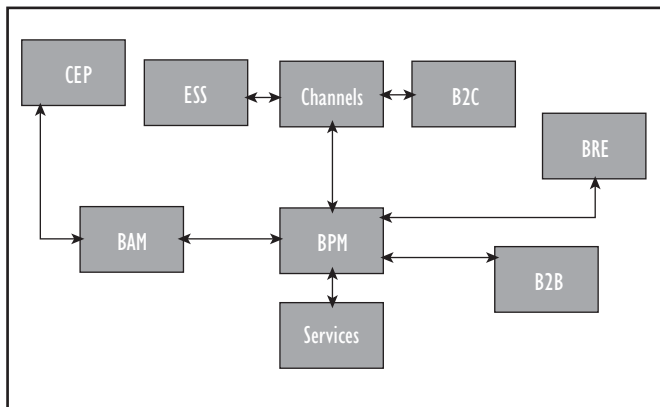 CEP
ESS
Channels
B2C
BRE
BAM
BPM
B2B
Services